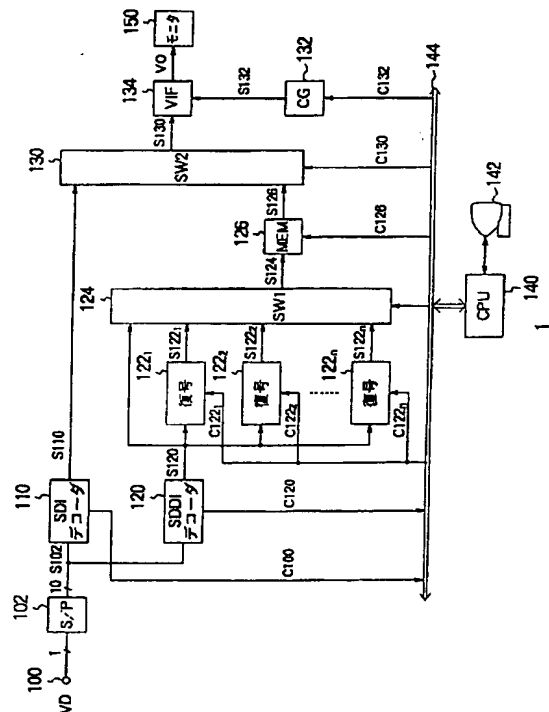 VD
100
1
102
S/P
10
S102
110
SDI
デコーダ
S110
120
SDDI
デコーダ
S120
C100
C120
122₁
復号
S122₁
C122₁
122₂
復号
S122₂
C122₂
122ₙ
復号
S122ₙ
C122ₙ
124
SW1
S124
126
MEM
S126
C126
130
SW2
S130
C130
134
VIF
VO
150
モニタ
132
CG
S132
C132
144
140
CPU
142
1